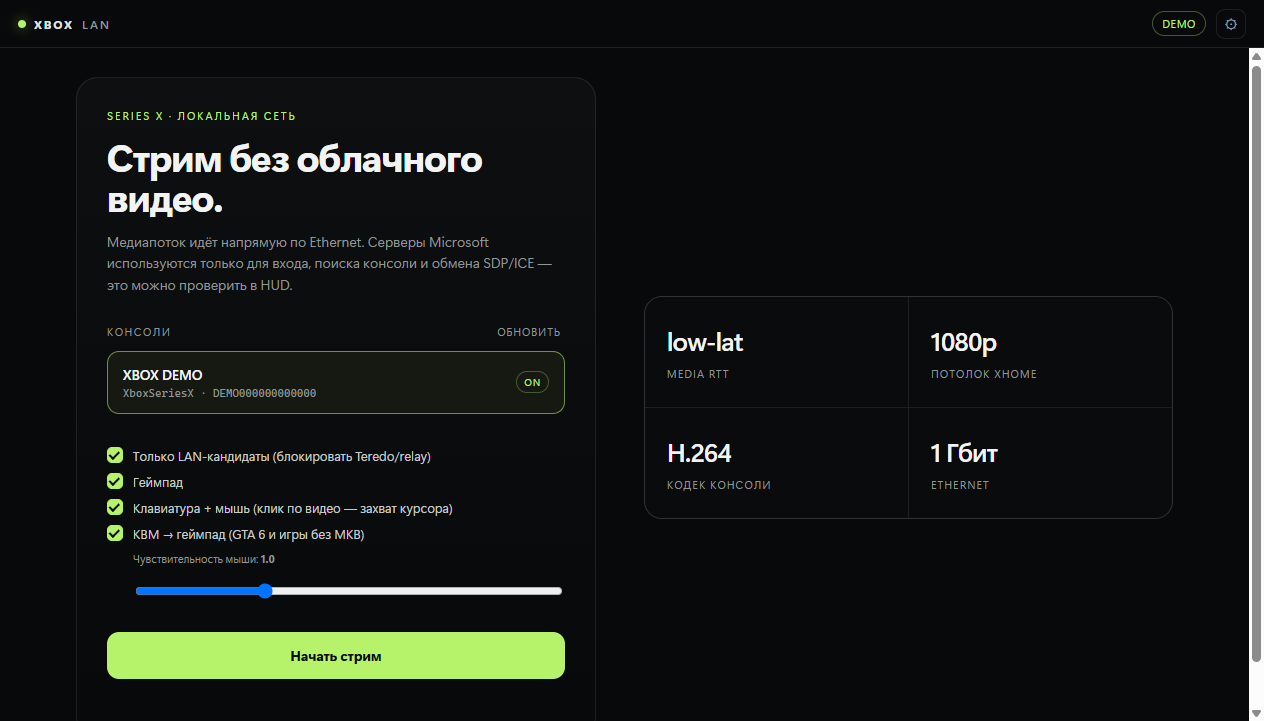 XBOX LAN
DEMO
SERIES X · ЛОКАЛЬНАЯ СЕТЬ
Стрим без облачного
видео.
Медиапоток идёт напрямую по Ethernet. Серверы Microsoft
используются только для входа, поиска консоли и обмена SDP/ICE —
это можно проверить в HUD.
КОНСОЛИ
ОБНОВИТЬ
XBOX DEMO
XboxSeriesX · DEMO000000000000
ON
Только LAN-кандидаты (блокировать Teredo/relay)
Геймпад
Клавиатура + мышь (клик по видео — захват курсора)
КВМ → геймпад (GTA 6 и игры без МКВ)
Чувствительность мыши: 1.0
Начать стрим
low-lat
MEDIA RTT
1080p
ПОТОЛОК XHOME
H.264
КОДЕК КОНСОЛИ
1 Гбит
ETHERNET